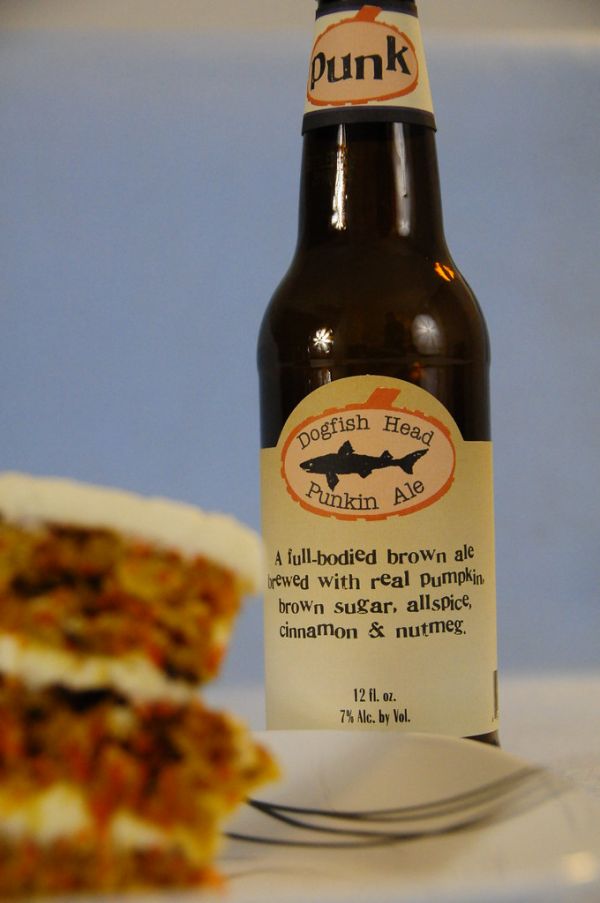 Punk
Dogfish Head
Punkin Ale
A full-bodied brown ale
brewed with real pumpkin,
brown sugar, allspice,
cinnamon & nutmeg.
12 fl. oz.
7% Alc. by Vol.